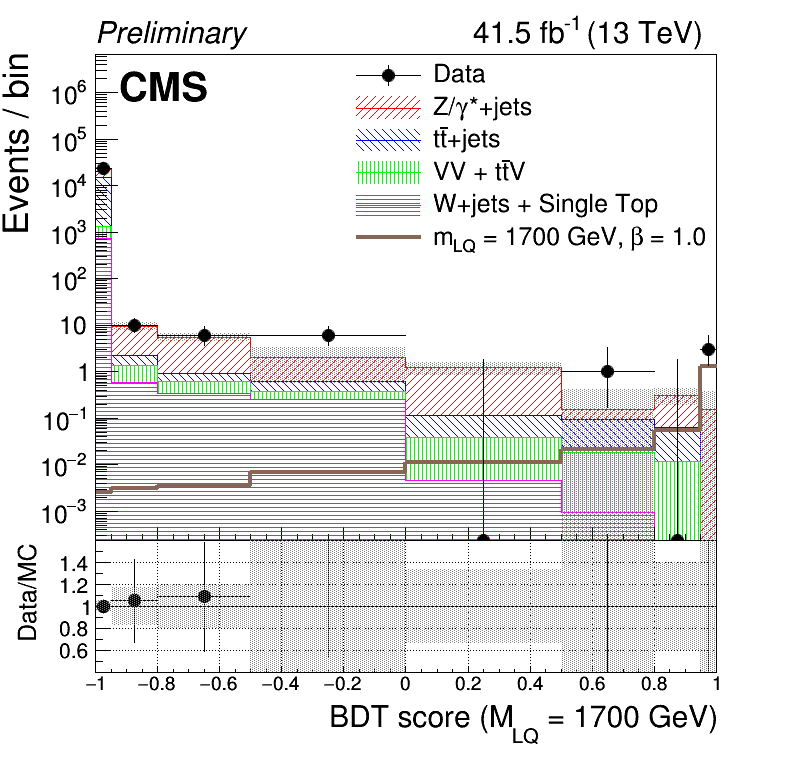 Preliminary 41.5 fb⁻¹ (13 TeV)
CMS
Data
Z/γ*+jets
tt̄+jets
VV + tt̄V
W+jets + Single Top
m_LQ = 1700 GeV, β = 1.0
Events / bin
10⁶
10⁵
10⁴
10³
10²
10
1
10⁻¹
10⁻²
10⁻³
Data/MC
1.4
1.2
1
0.8
0.6
−1 −0.8 −0.6 −0.4 −0.2 0 0.2 0.4 0.6 0.8 1
BDT score (M_LQ = 1700 GeV)